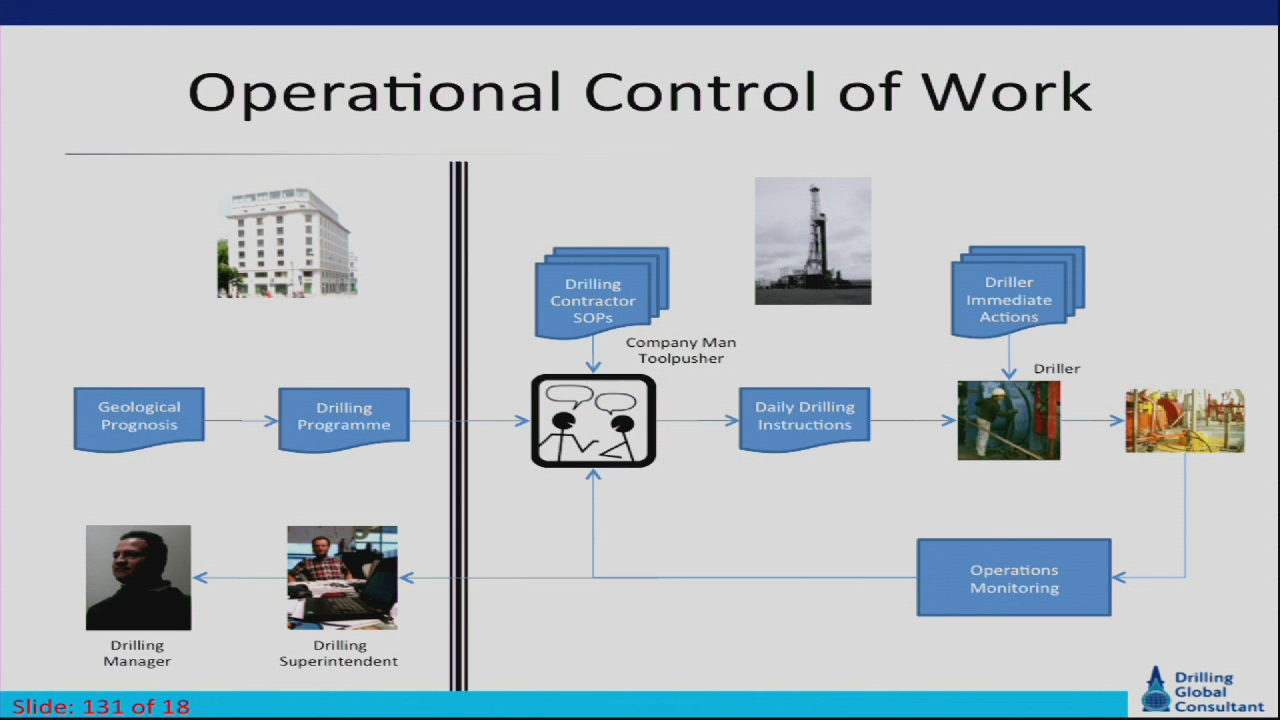 Operational Control of Work
Drilling
Contractor
SOPs
Driller
Immediate
Actions
Company Man
Toolpusher
Driller
Geological
Prognosis
Drilling
Programme
Daily Drilling
Instructions
Operations
Monitoring
Drilling
Manager
Drilling
Superintendent
Slide: 131 of 18
Drilling
Global
Consultant